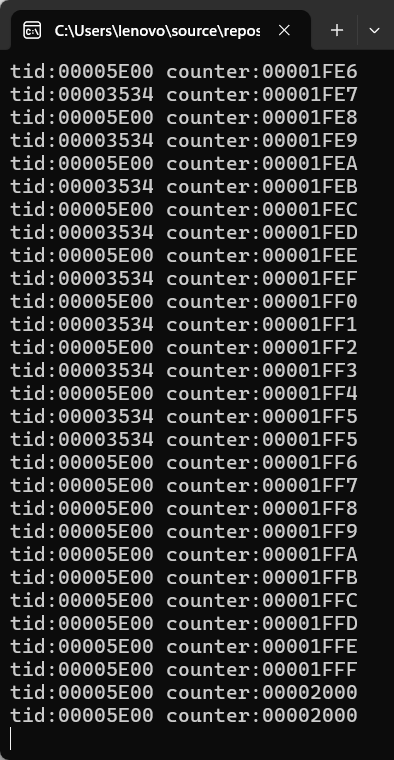 C:\Users\lenovo\source\repos
tid:00005E00 counter:00001FE6
tid:00003534 counter:00001FE7
tid:00005E00 counter:00001FE8
tid:00003534 counter:00001FE9
tid:00005E00 counter:00001FEA
tid:00003534 counter:00001FEB
tid:00005E00 counter:00001FEC
tid:00003534 counter:00001FED
tid:00005E00 counter:00001FEE
tid:00003534 counter:00001FEF
tid:00005E00 counter:00001FF0
tid:00003534 counter:00001FF1
tid:00005E00 counter:00001FF2
tid:00003534 counter:00001FF3
tid:00005E00 counter:00001FF4
tid:00003534 counter:00001FF5
tid:00003534 counter:00001FF5
tid:00005E00 counter:00001FF6
tid:00005E00 counter:00001FF7
tid:00005E00 counter:00001FF8
tid:00005E00 counter:00001FF9
tid:00005E00 counter:00001FFA
tid:00005E00 counter:00001FFB
tid:00005E00 counter:00001FFC
tid:00005E00 counter:00001FFD
tid:00005E00 counter:00001FFE
tid:00005E00 counter:00001FFF
tid:00005E00 counter:00002000
tid:00005E00 counter:00002000